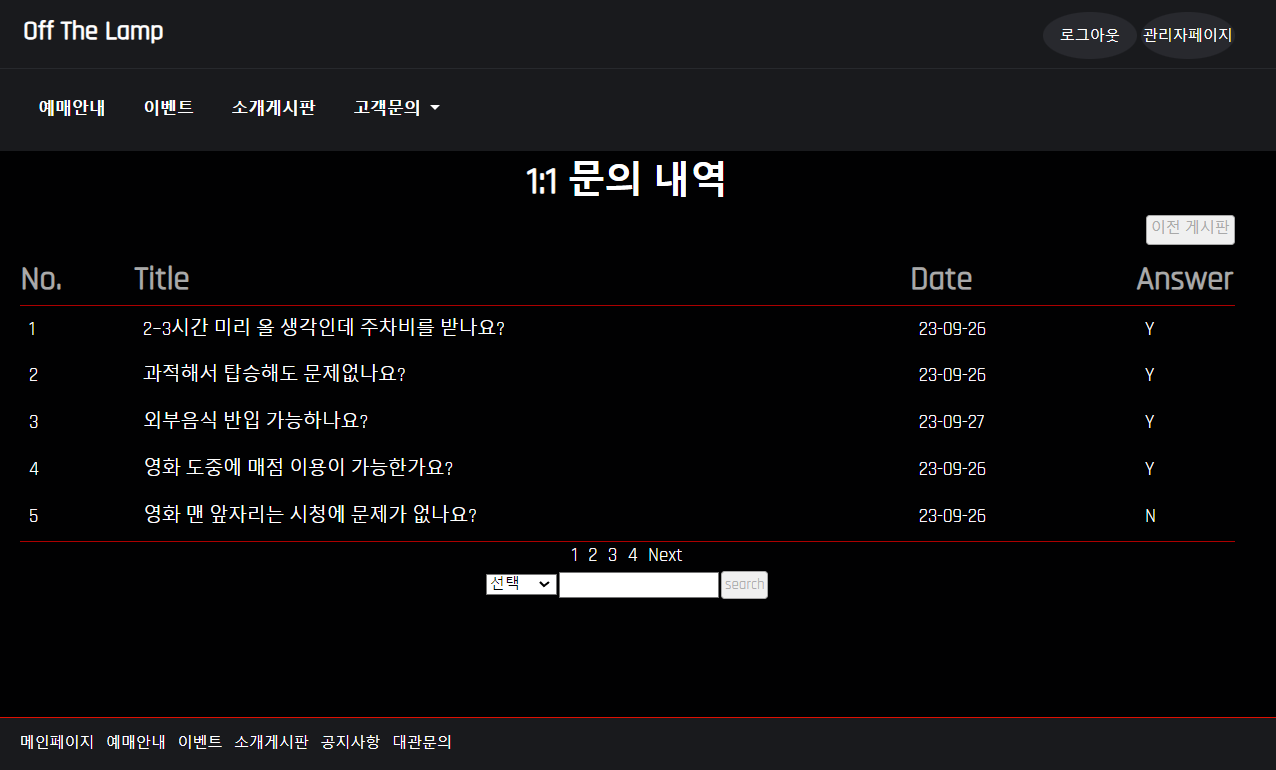 Off The Lamp
로그아웃 관리자페이지
예매안내 이벤트 소개게시판 고객문의
1:1 문의 내역
이전 게시판
No. Title Date Answer
1 2-3시간 미리 올 생각인데 주차비를 받나요? 23-09-26 Y
2 과적해서 탑승해도 문제없나요? 23-09-26 Y
3 외부음식 반입 가능하나요? 23-09-27 Y
4 영화 도중에 매점 이용이 가능한가요? 23-09-26 Y
5 영화 맨 앞자리는 시청에 문제가 없나요? 23-09-26 N
1 2 3 4 Next
선택 search
메인페이지 예매안내 이벤트 소개게시판 공지사항 대관문의